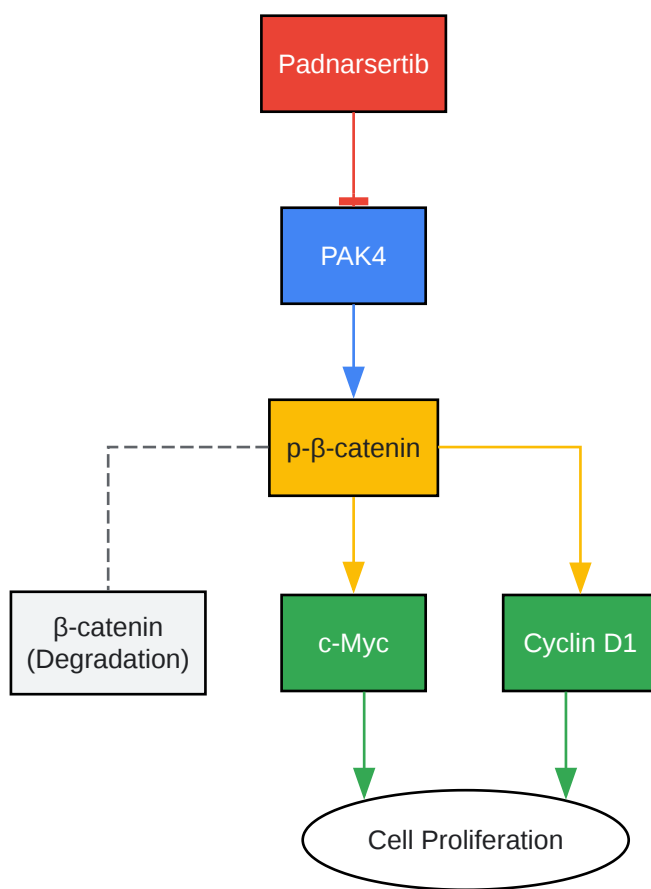 Padnarsertib
PAK4
p-β-catenin
β-catenin
(Degradation)
c-Myc
Cyclin D1
Cell Proliferation